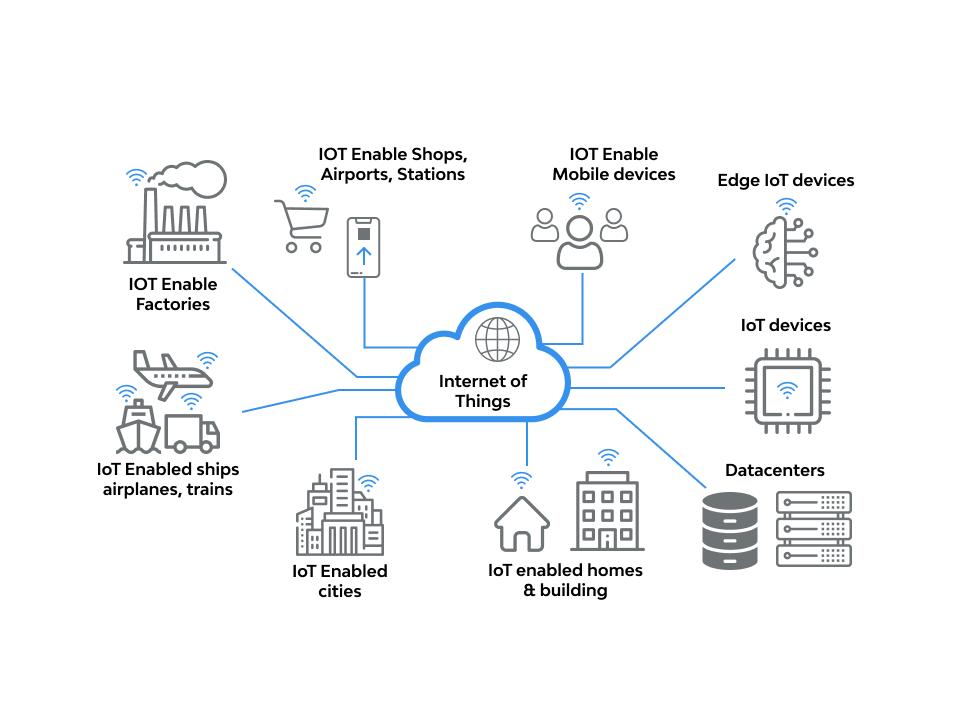 IOT Enable Shops,
Airports, Stations
IOT Enable
Mobile devices
Edge IoT devices
IOT Enable
Factories
IoT devices
Internet of
Things
IoT Enabled ships
airplanes, trains
Datacenters
IoT Enabled
cities
IoT enabled homes
& building